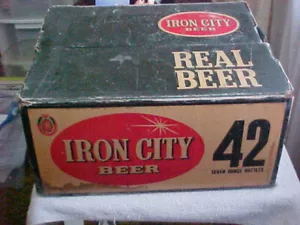 IRON CITY
BEER
REAL
BEER
IRON CITY
BEER
42
SEVEN OUNCE BOTTLES